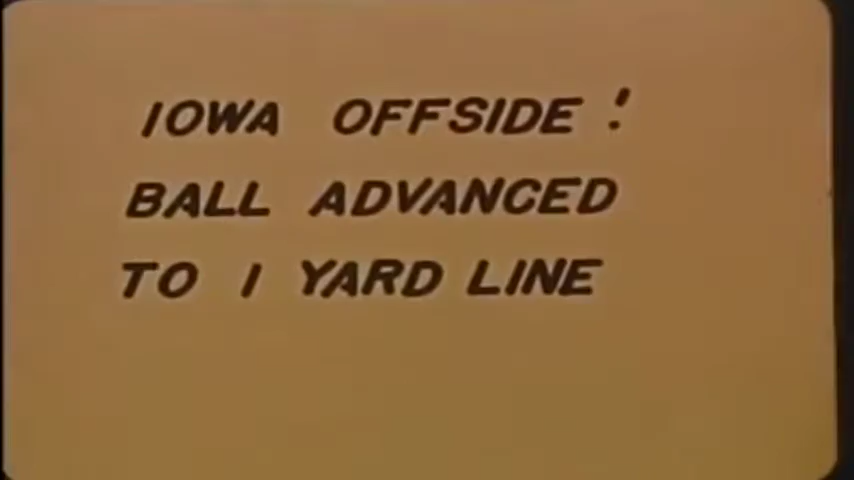 IOWA OFFSIDE!
BALL ADVANCED
TO 1 YARD LINE